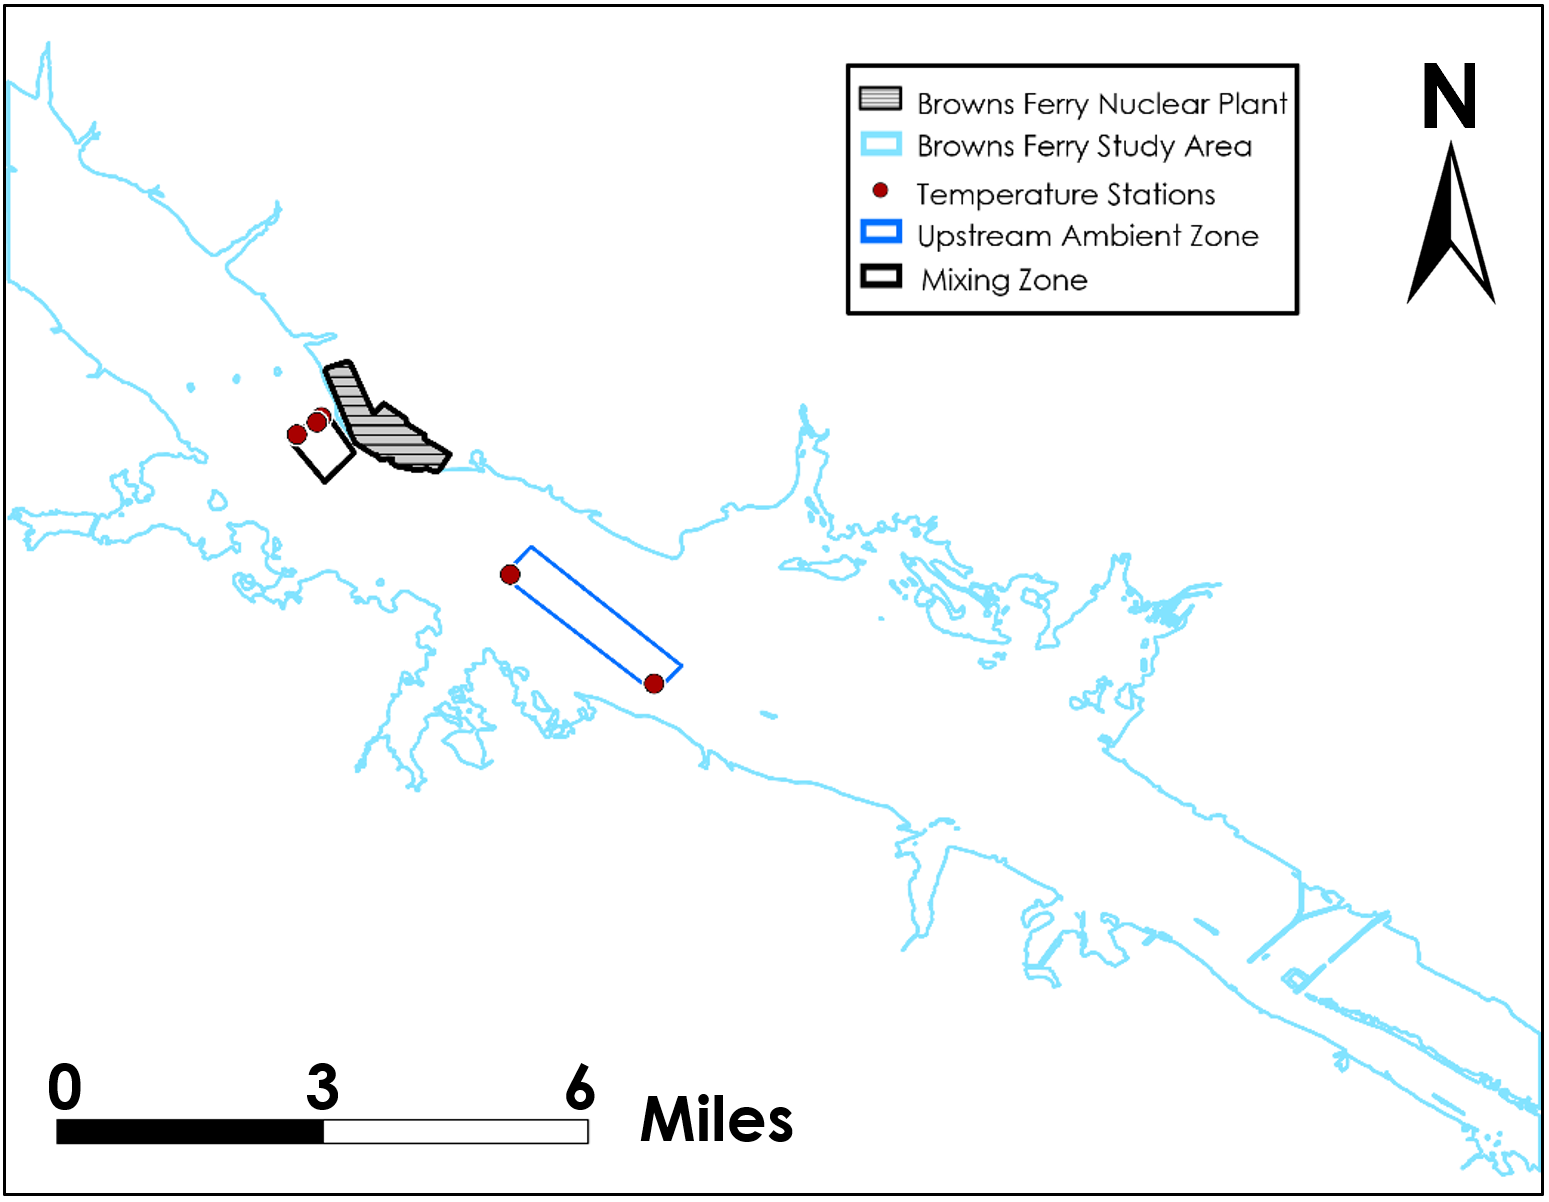 Browns Ferry Nuclear Plant
Browns Ferry Study Area
Temperature Stations
Upstream Ambient Zone
Mixing Zone
N
0 3 6
Miles